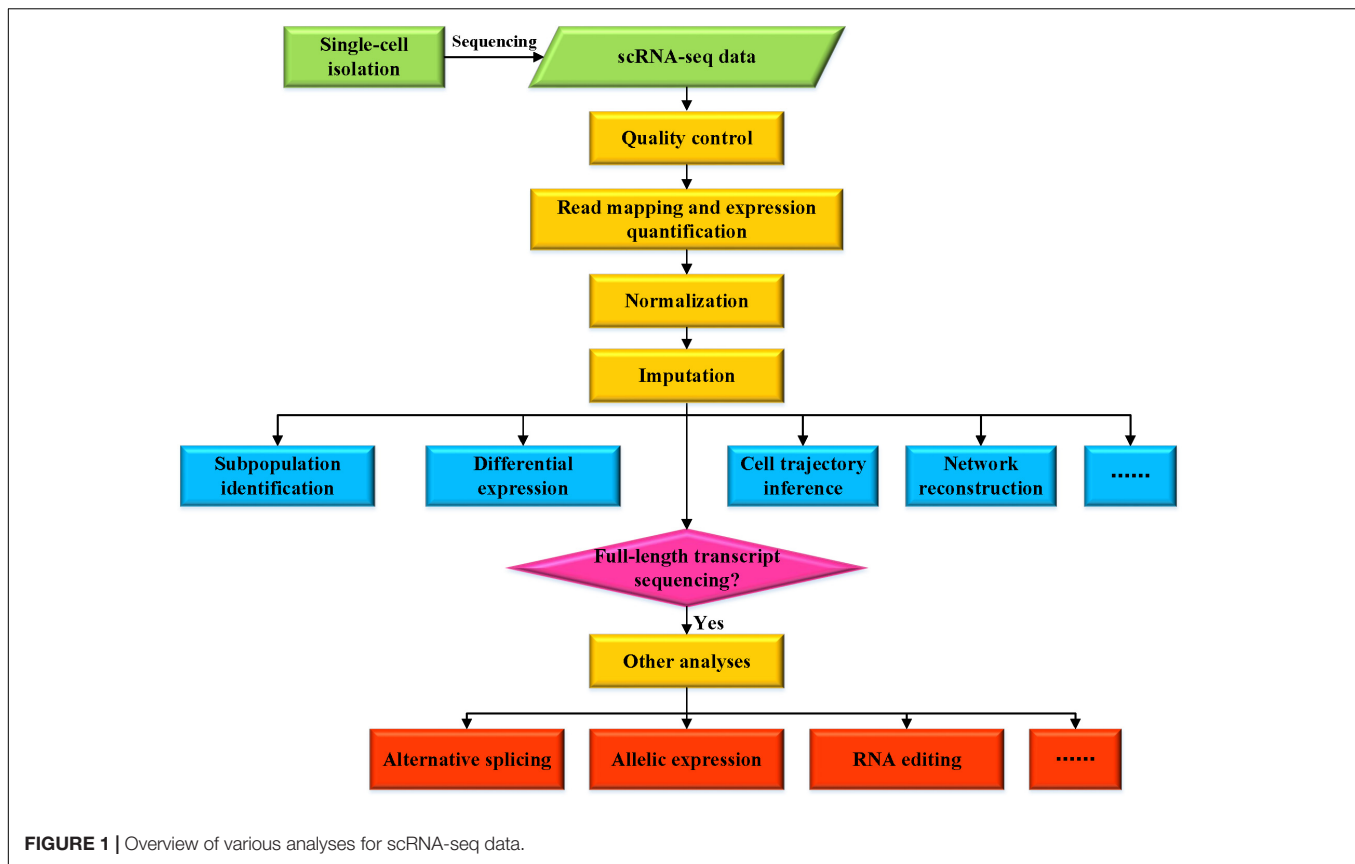 Single-cell
isolation
Sequencing
scRNA-seq data
Quality control
Read mapping and expression
quantification
Normalization
Imputation
Subpopulation
identification
Differential
expression
Cell trajectory
inference
Network
reconstruction
······
Full-length transcript
sequencing?
Yes
Other analyses
Alternative splicing
Allelic expression
RNA editing
······
FIGURE 1 | Overview of various analyses for scRNA-seq data.